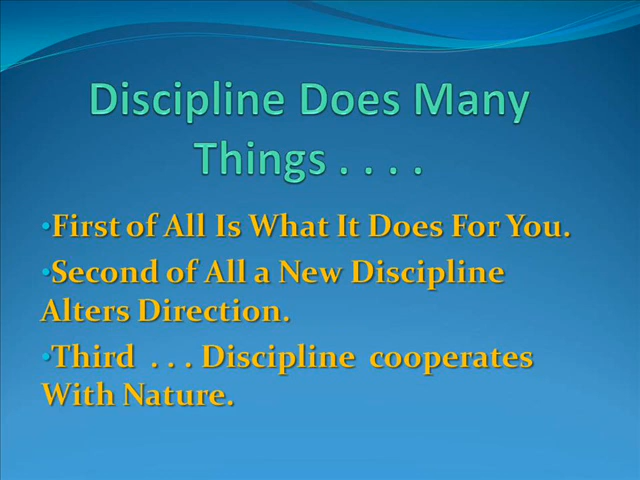 Discipline Does Many
Things . . . .
•First of All Is What It Does For You.
•Second of All a New Discipline
Alters Direction.
•Third . . . Discipline cooperates
With Nature.